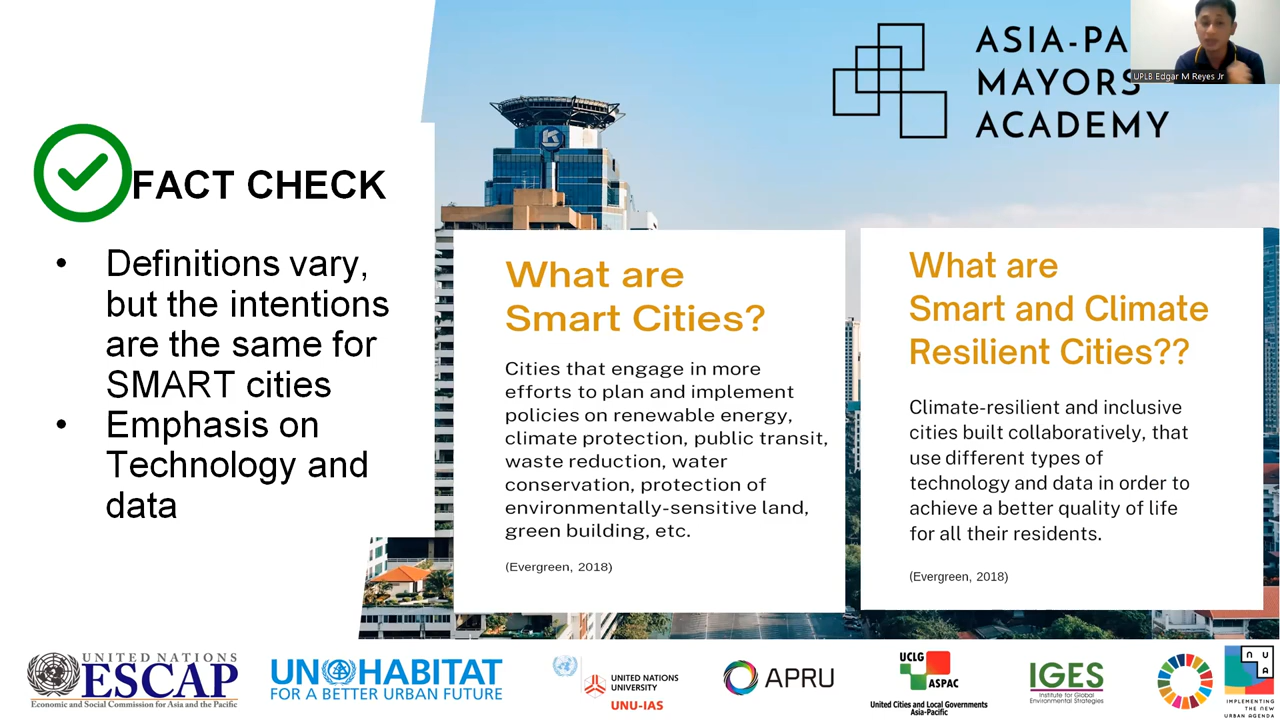 ASIA-PA
MAYORS
ACADEMY
UPLB Edgar M Reyes Jr
FACT CHECK
• Definitions vary,
but the intentions
are the same for
SMART cities
• Emphasis on
Technology and
data
What are
Smart Cities?
Cities that engage in more
efforts to plan and implement
policies on renewable energy,
climate protection, public transit,
waste reduction, water
conservation, protection of
environmentally-sensitive land,
green building, etc.
(Evergreen, 2018)
What are
Smart and Climate
Resilient Cities??
Climate-resilient and inclusive
cities built collaboratively, that
use different types of
technology and data in order to
achieve a better quality of life
for all their residents.
(Evergreen, 2018)
UNITED NATIONS
ESCAP
Economic and Social Commission for Asia and the Pacific
UN HABITAT
FOR A BETTER URBAN FUTURE
UNITED NATIONS
UNIVERSITY
UNU-IAS
APRU
UCLG
ASPAC
United Cities and Local Governments
Asia-Pacific
IGES
Institute for Global
Environmental Strategies
N U
A
IMPLEMENTING
THE NEW
URBAN AGENDA
K